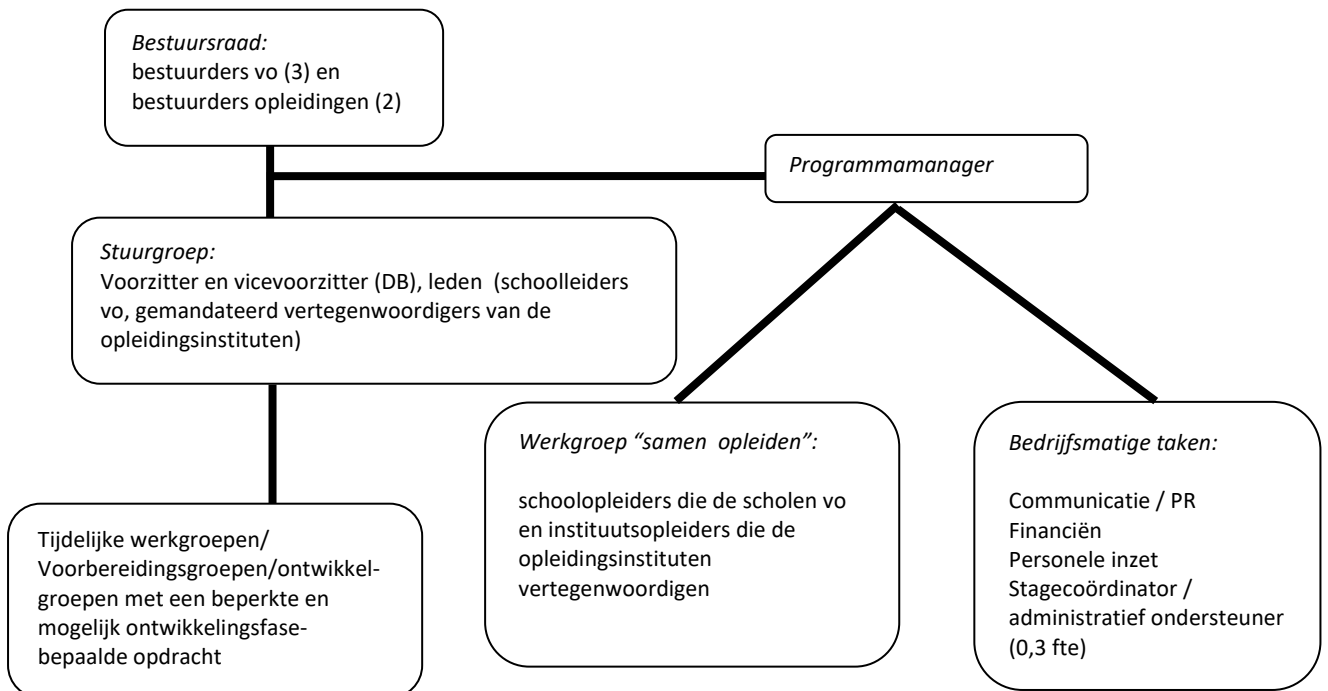 Bestuursraad:
bestuurders vo (3) en
bestuurders opleidingen (2)
Programmamanager
Stuurgroep:
Voorzitter en vicevoorzitter (DB), leden (schoolleiders
vo, gemandateerd vertegenwoordigers van de
opleidingsinstituten)
Tijdelijke werkgroepen/
Voorbereidingsgroepen/ontwikkel-
groepen met een beperkte en
mogelijk ontwikkelingsfase-
bepaalde opdracht
Werkgroep “samen opleiden”:
schoolopleiders die de scholen vo
en instituutsopleiders die de
opleidingsinstituten
vertegenwoordigen
Bedrijfsmatige taken:
Communicatie / PR
Financiën
Personele inzet
Stagecoördinator /
administratief ondersteuner
(0,3 fte)